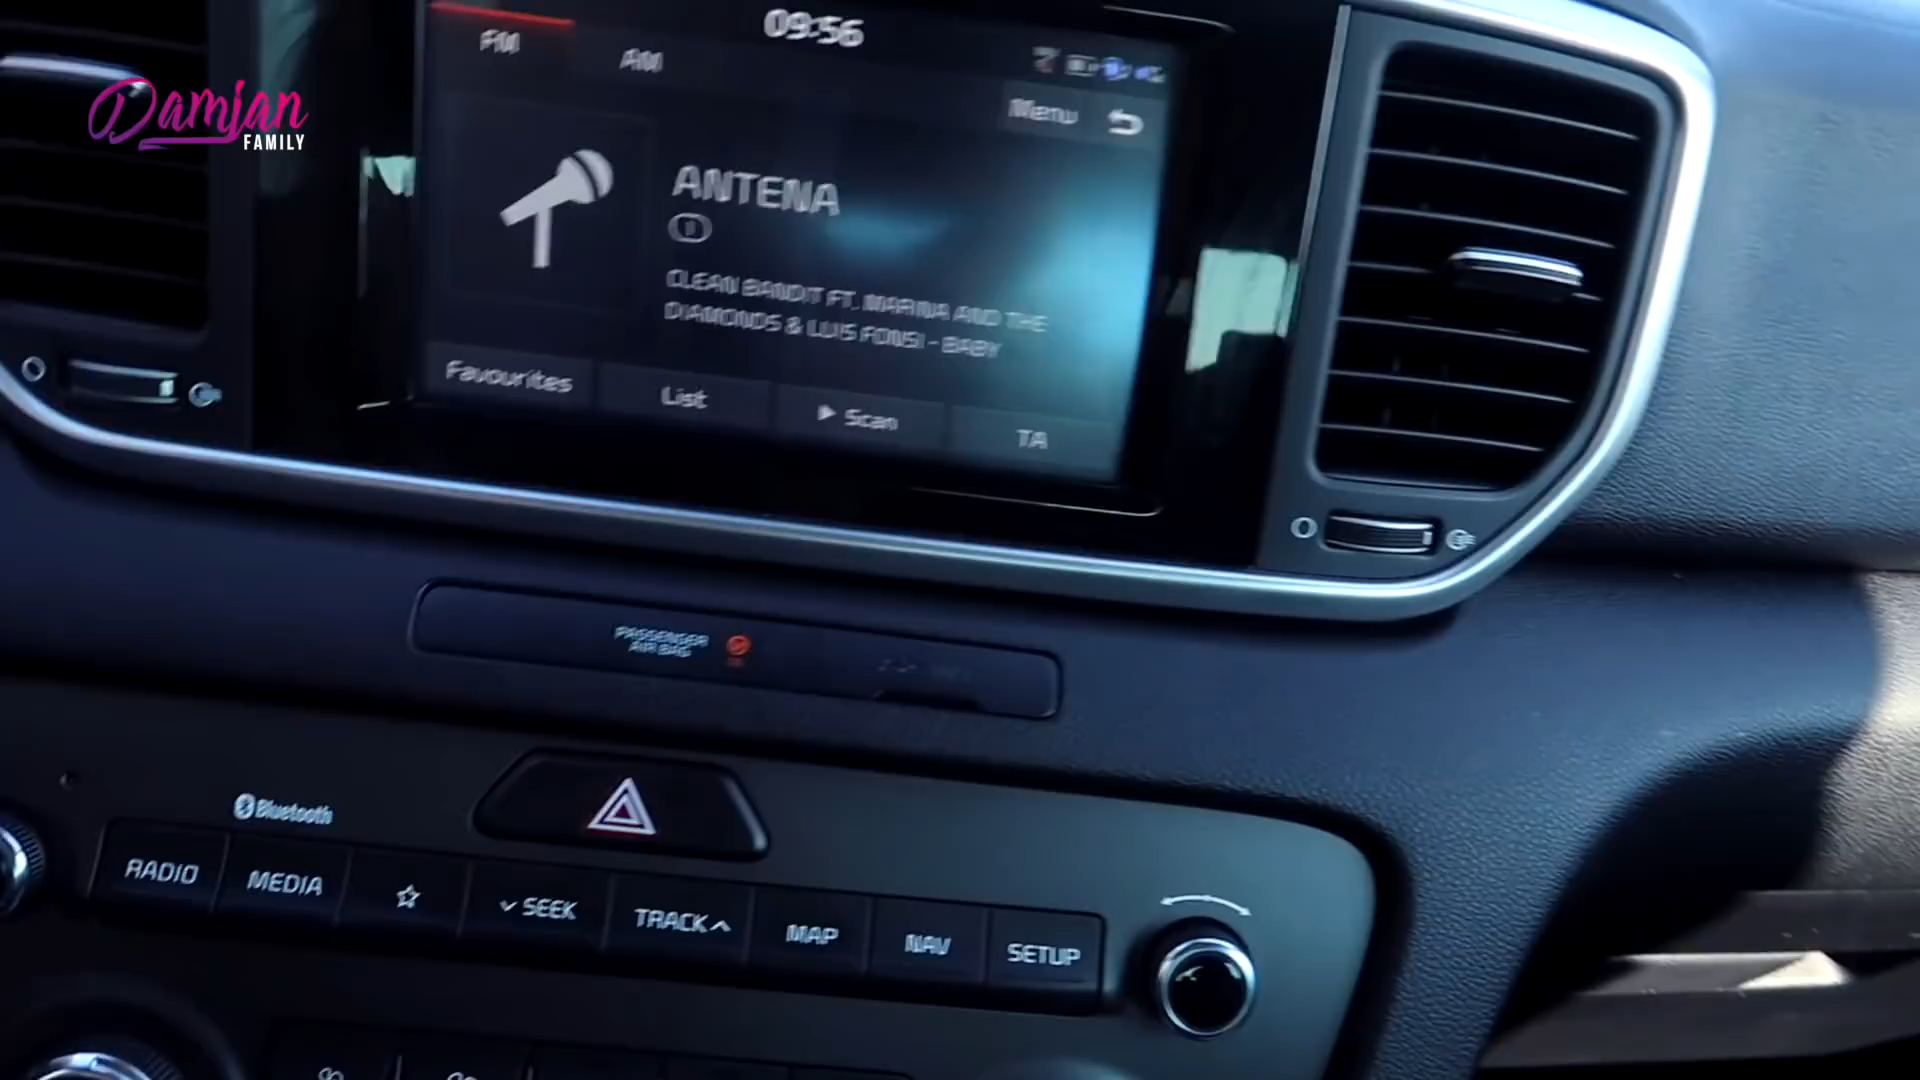 Damian
FAMILY
FM
AM
09:56
Menu
ANTENA
CLEAN BANDIT FT. MARINA AND THE
DIAMONDS & LUIS FONSI - BABY
Favourites
List
Scan
TA
PASSENGER
AIR BAG
Bluetooth
RADIO
MEDIA
SEEK
TRACK
MAP
NAV
SETUP